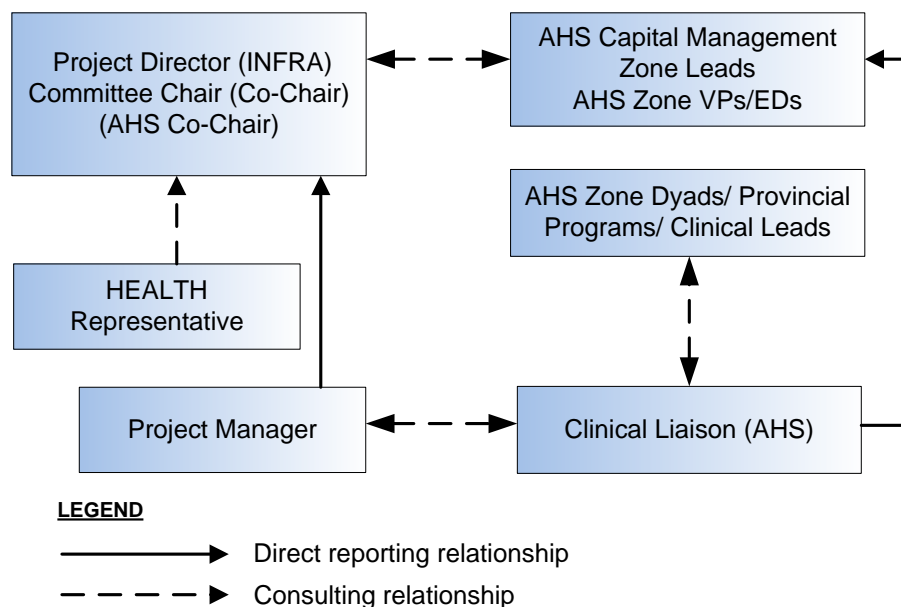 Project Director (INFRA)
Committee Chair (Co-Chair)
(AHS Co-Chair)
AHS Capital Management
Zone Leads
AHS Zone VPs/EDs
AHS Zone Dyads/ Provincial
Programs/ Clinical Leads
HEALTH
Representative
Project Manager
Clinical Liaison (AHS)
LEGEND
Direct reporting relationship
Consulting relationship